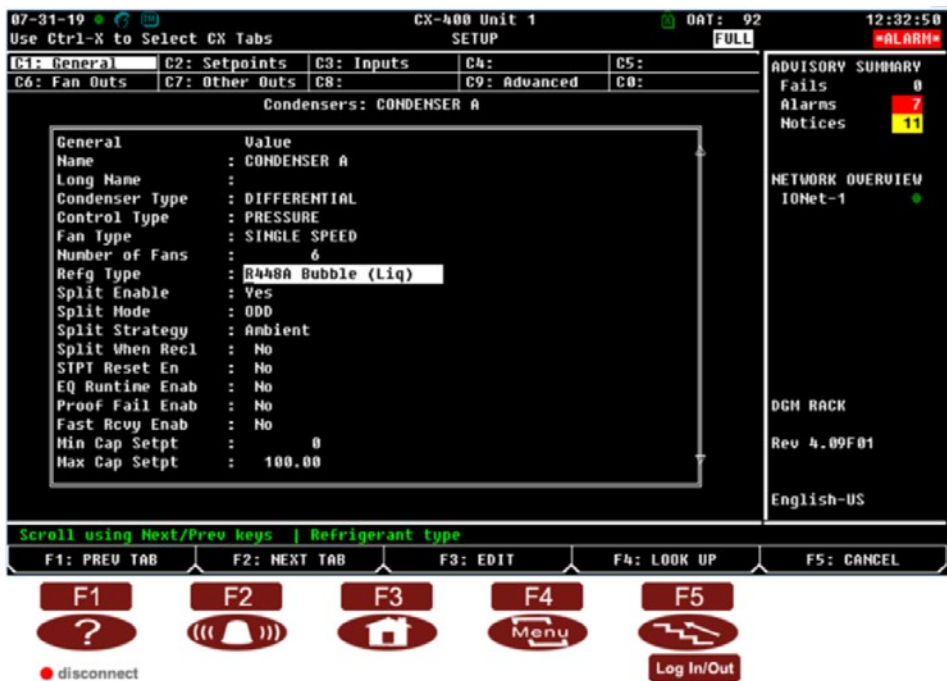 07-31-19 CX-400 Unit 1 OAT: 92 12:32:50
Use Ctrl-X to Select CX Tabs SETUP FULL *ALARM*
C1: General C2: Setpoints C3: Inputs C4: C5:
C6: Fan Outs C7: Other Outs C8: C9: Advanced C0:
Condensers: CONDENSER A
General Value
Name : CONDENSER A
Long Name :
Condenser Type : DIFFERENTIAL
Control Type : PRESSURE
Fan Type : SINGLE SPEED
Number of Fans : 6
Refg Type : R448A Bubble (Liq)
Split Enable : Yes
Split Mode : ODD
Split Strategy : Ambient
Split When Recl : No
STPT Reset En : No
EQ Runtime Enab : No
Proof Fail Enab : No
Fast Rcvy Enab : No
Min Cap Setpt : 0
Max Cap Setpt : 100.00
ADVISORY SUMMARY
Fails 0
Alarms 7
Notices 11
NETWORK OVERVIEW
IONet-1
DGM RACK
Rev 4.09F01
English-US
Scroll using Next/Prev keys | Refrigerant type
F1: PREV TAB F2: NEXT TAB F3: EDIT F4: LOOK UP F5: CANCEL
F1 F2 F3 F4 F5
? Menu
disconnect Log In/Out